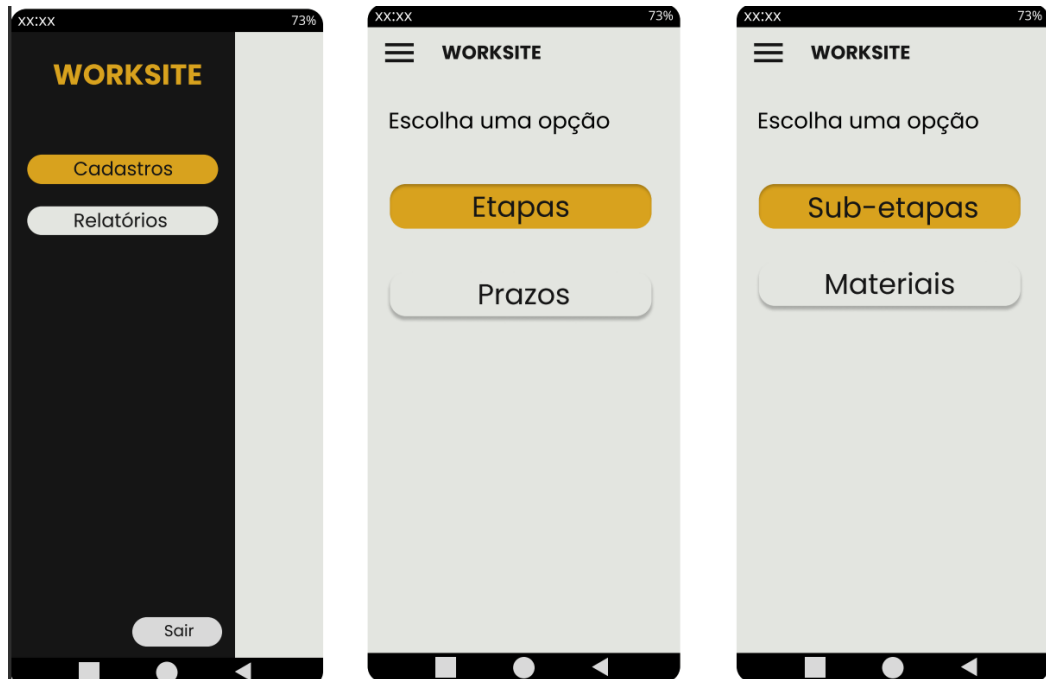 xx:xx 73%
WORKSITE
Cadastros
Relatórios
Sair
xx:xx 73%
WORKSITE
Escolha uma opção
Etapas
Prazos
xx:xx 73%
WORKSITE
Escolha uma opção
Sub-etapas
Materiais